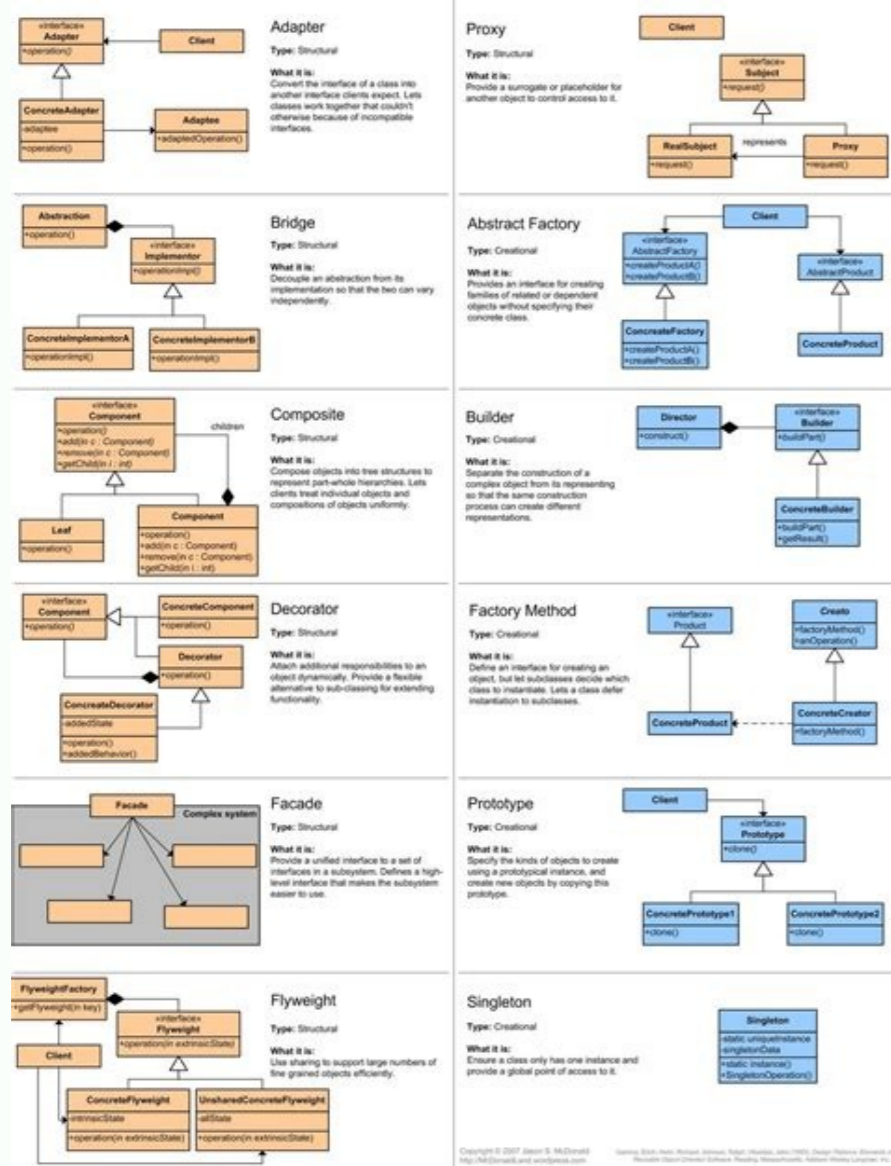 «interface»
Adapter
+operation()
Client
ConcreteAdapter
-adaptee
+operation()
Adaptee
+adaptedOperation()
Adapter
Type: Structural
What it is:
Convert the interface of a class into
another interface clients expect. Lets
classes work together that couldn't
otherwise because of incompatible
interfaces.
Proxy
Type: Structural
What it is:
Provide a surrogate or placeholder for
another object to control access to it.
Client
«interface»
Subject
+request()
RealSubject
+request()
represents
Proxy
+request()
Abstraction
+operation()
«interface»
Implementor
+operationImpl()
ConcreteImplementorA
+operationImpl()
ConcreteImplementorB
+operationImpl()
Bridge
Type: Structural
What it is:
Decouple an abstraction from its
implementation so that the two can vary
independently.
Abstract Factory
Type: Creational
What it is:
Provides an interface for creating
families of related or dependent
objects without specifying their
concrete class.
Client
«interface»
AbstractFactory
+createProductA()
+createProductB()
«interface»
AbstractProduct
ConcreateFactory
+createProductA()
+createProductB()
ConcreteProduct
«interface»
Component
+operation()
+add(in c : Component)
+remove(in c : Component)
+getChild(in i : int)
children
Leaf
+operation()
Component
+operation()
+add(in c : Component)
+remove(in c : Component)
+getChild(in i : int)
Composite
Type: Structural
What it is:
Compose objects into tree structures to
represent part-whole hierarchies. Lets
clients treat individual objects and
compositions of objects uniformly.
Builder
Type: Creational
What it is:
Separate the construction of a
complex object from its representing
so that the same construction
process can create different
representations.
Director
+construct()
«interface»
Builder
+buildPart()
ConcreteBuilder
+buildPart()
+getResult()
«interface»
Component
+operation()
ConcreteComponent
+operation()
Decorator
+operation()
ConcreateDecorator
-addedState
+operation()
+addedBehavior()
Decorator
Type: Structural
What it is:
Attach additional responsibilities to an
object dynamically. Provide a flexible
alternative to sub-classing for extending
functionality.
Factory Method
Type: Creational
What it is:
Define an interface for creating an
object, but let subclasses decide which
class to instantiate. Lets a class defer
instantiation to subclasses.
«interface»
Product
Creato
+factoryMethod()
+anOperation()
ConcreteProduct
ConcreteCreator
+factoryMethod()
Facade
Complex system
Facade
Type: Structural
What it is:
Provide a unified interface to a set of
interfaces in a subsystem. Defines a high-
level interface that makes the subsystem
easier to use.
Prototype
Type: Creational
What it is:
Specify the kinds of objects to create
using a prototypical instance, and
create new objects by copying this
prototype.
Client
«interface»
Prototype
+clone()
ConcretePrototype1
+clone()
ConcretePrototype2
+clone()
FlyweightFactory
+getFlyweight(in key)
«interface»
Flyweight
+operation(in extrinsicState)
Client
ConcreteFlyweight
-intrinsicState
+operation(in extrinsicState)
UnsharedConcreteFlyweight
-allState
+operation(in extrinsicState)
Flyweight
Type: Structural
What it is:
Use sharing to support large numbers of
fine grained objects efficiently.
Singleton
Type: Creational
What it is:
Ensure a class only has one instance and
provide a global point of access to it.
Singleton
-static uniqueInstance
-singletonData
+static instance()
+SingletonOperation()
Copyright © 2007 Jason S. McDonald
http://McDonaldLand.wordpress.com